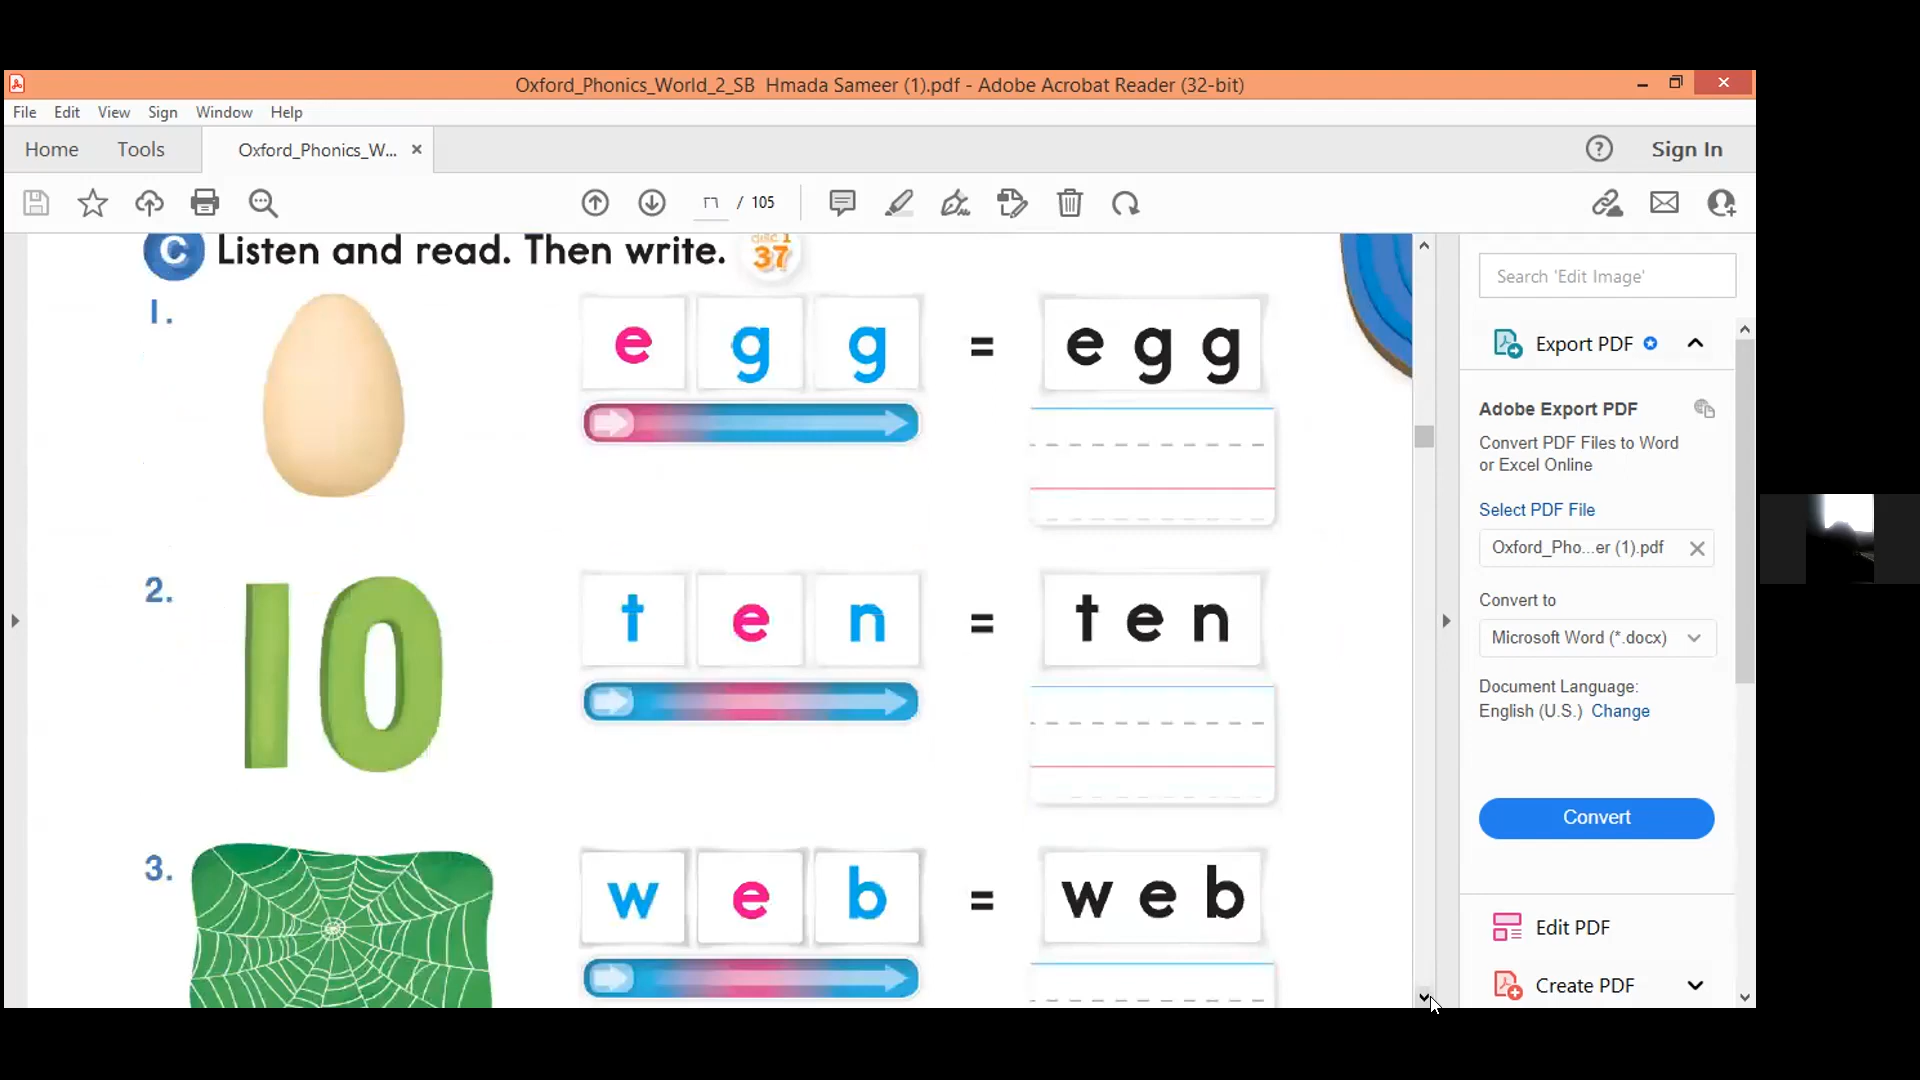 Oxford_Phonics_World_2_SB Hmada Sameer (1).pdf - Adobe Acrobat Reader (32-bit)
File Edit View Sign Window Help
Home Tools Oxford_Phonics_W... Sign In
/ 105
C Listen and read. Then write. disc 1 37
Search 'Edit Image'
1. e g g = e g g
Export PDF
Adobe Export PDF
Convert PDF Files to Word
or Excel Online
Select PDF File
Oxford_Pho...er (1).pdf
2. 10 t e n = t e n
Convert to
Microsoft Word (*.docx)
Document Language:
English (U.S.) Change
Convert
3. w e b = w e b
Edit PDF
Create PDF